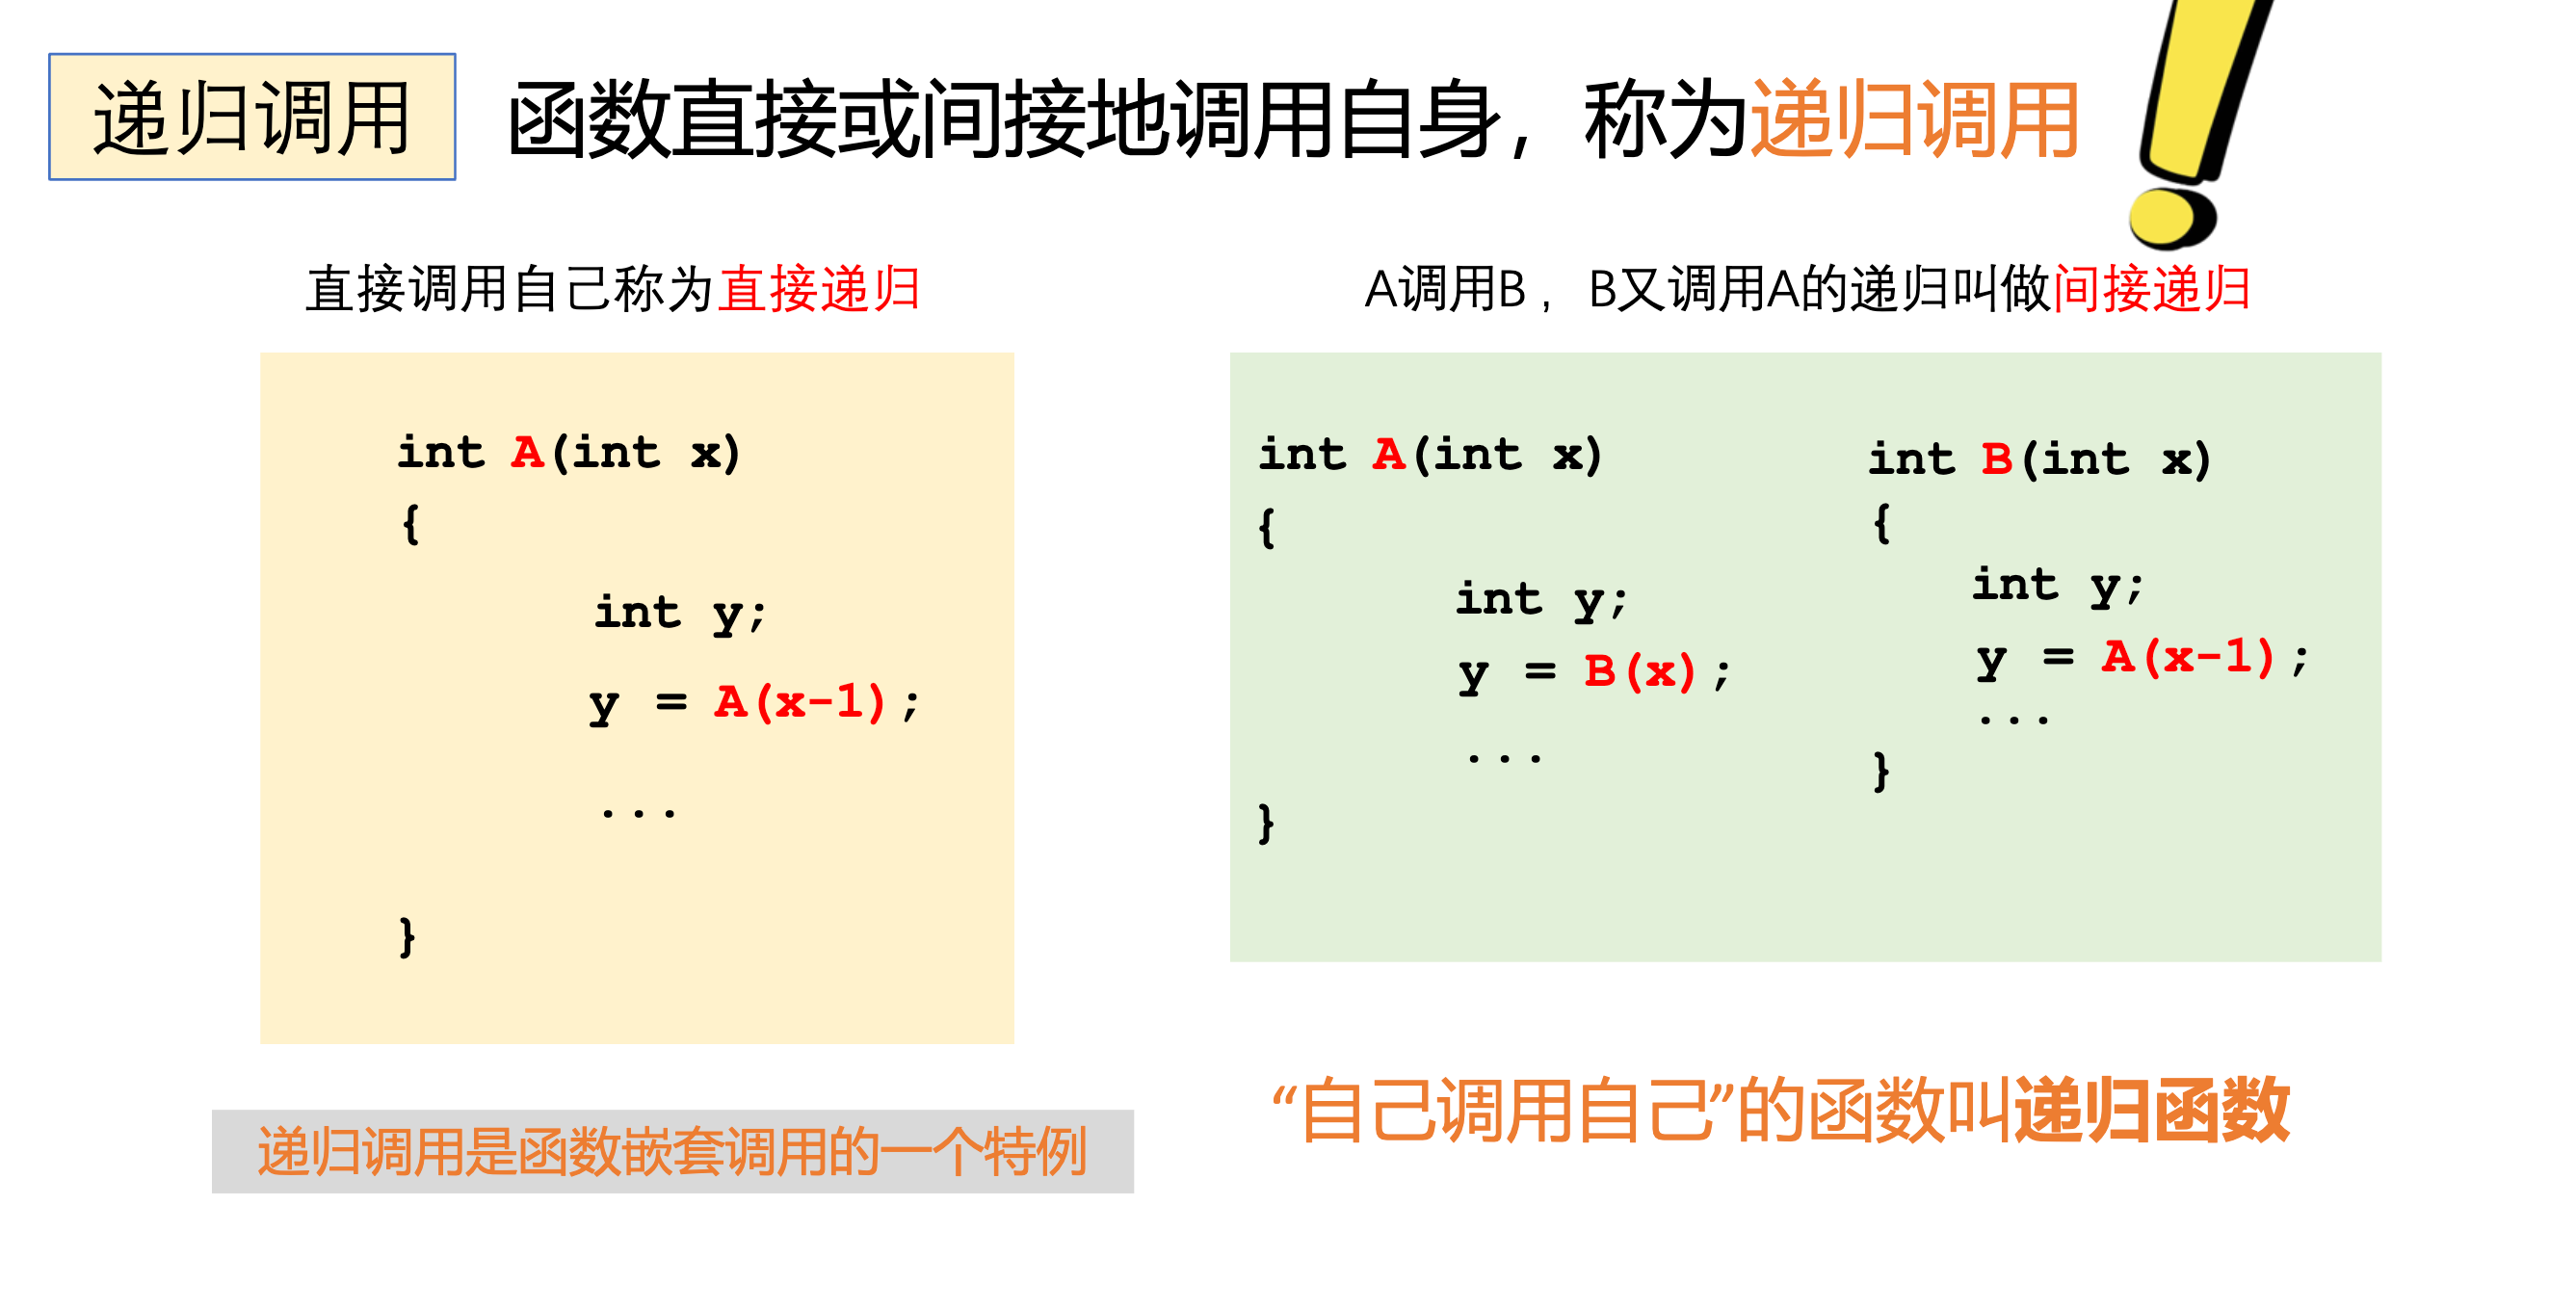 递归调用
函数直接或间接地调用自身，称为递归调用
直接调用自己称为直接递归
int A(int x)
{
int y;
y = A(x-1);
...
}
A调用B，B又调用A的递归叫做间接递归
int A(int x)
{
int y;
y = B(x);
...
}
int B(int x)
{
int y;
y = A(x-1);
...
}
递归调用是函数嵌套调用的一个特例
“自己调用自己”的函数叫递归函数